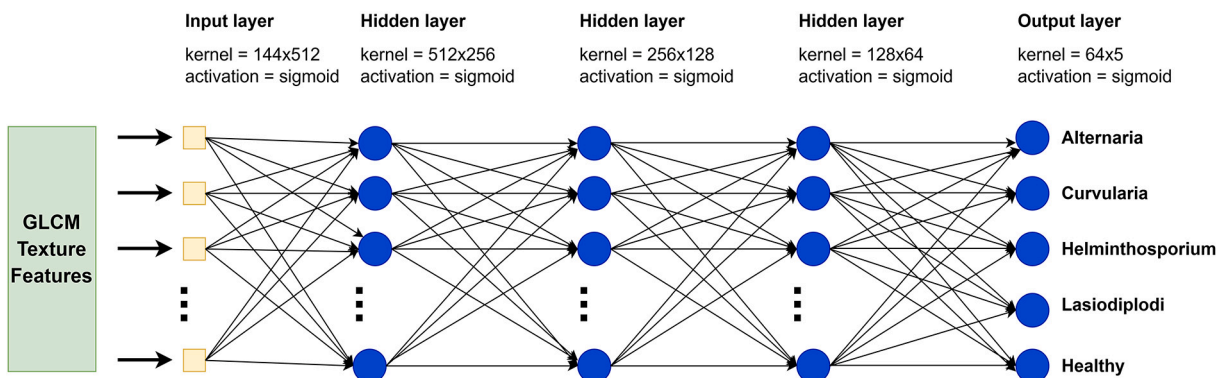 Input layer
kernel = 144x512
activation = sigmoid
Hidden layer
kernel = 512x256
activation = sigmoid
Hidden layer
kernel = 256x128
activation = sigmoid
Hidden layer
kernel = 128x64
activation = sigmoid
Output layer
kernel = 64x5
activation = sigmoid
GLCM
Texture
Features
Alternaria
Curvularia
Helminthosporium
Lasiodiplodi
Healthy